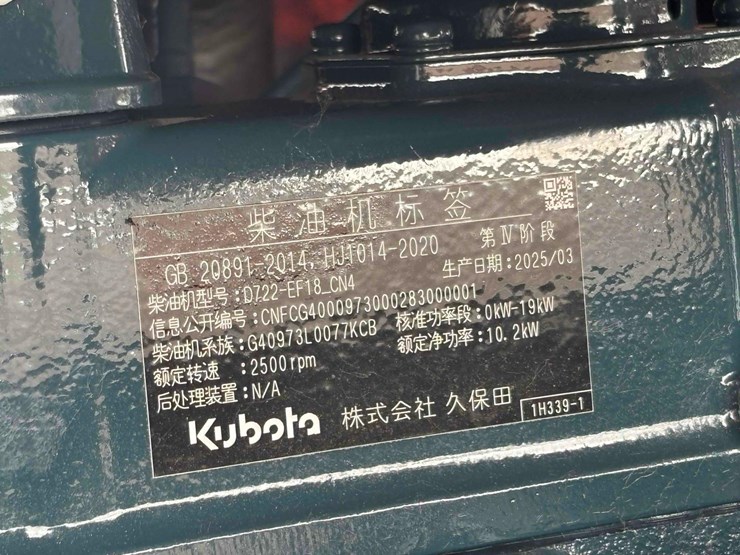 柴油机标签
GB 20891-2014, HJ1014-2020 第Ⅳ阶段
柴油机型号:D722-EF18_CN4 生产日期:2025/03
信息公开编号:CNFCG4000973000283000001
柴油机系族:G40973L0077KCB 核准功率段:0kW-19kW
额定转速 :2500rpm 额定净功率:10.2kW
后处理装置:N/A
Kubota 株式会社 久保田 1H339-1